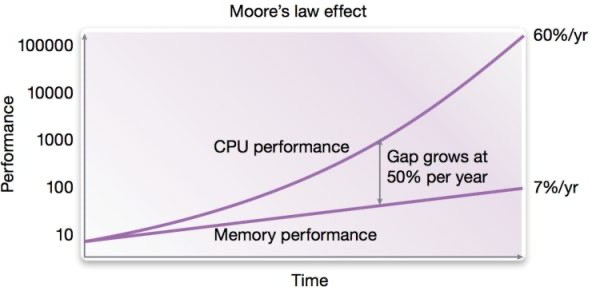 Moore's law effect
Performance
100000
10000
1000
100
10
CPU performance
Gap grows at
50% per year
Memory performance
60%/yr
7%/yr
Time